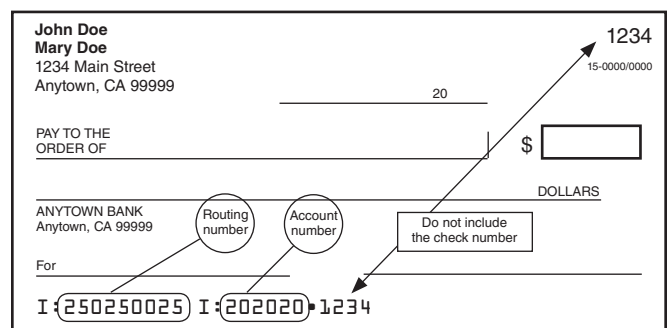 John Doe
Mary Doe
1234 Main Street
Anytown, CA 99999
1234
15-0000/0000
20
PAY TO THE
ORDER OF
$
DOLLARS
ANYTOWN BANK
Anytown, CA 99999
Routing
number
Account
number
Do not include
the check number
For
I:250250025 I:202020 1234